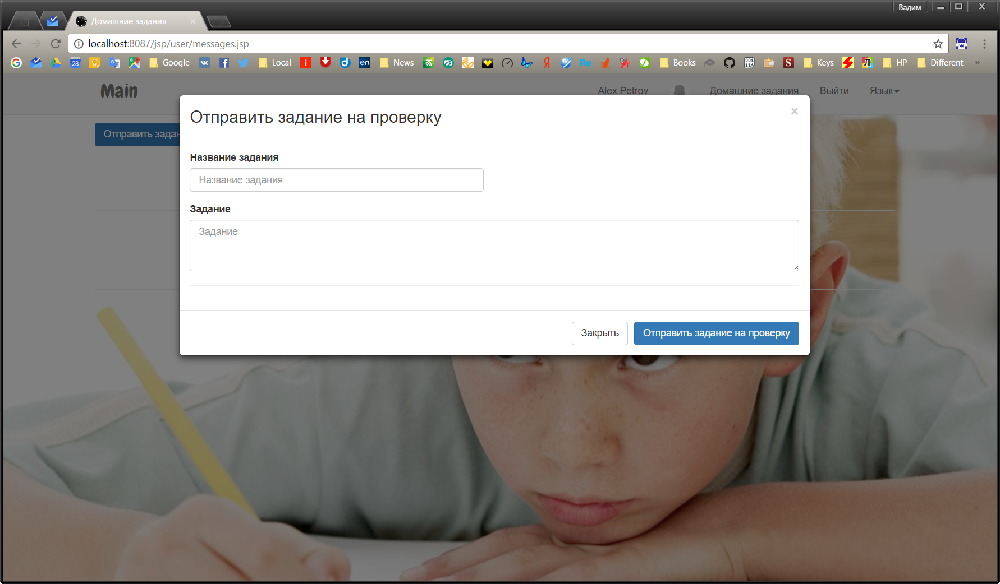 Вадим
Домашние задания
localhost:8087/jsp/user/messages.jsp
28 Google Local en News Я Re Books S Keys Л HP Different »
Main Alex Petrov Домашние задания Выйти Язык
Отправить задан
Отправить задание на проверку
Название задания
Название задания
Задание
Задание
Закрыть Отправить задание на проверку